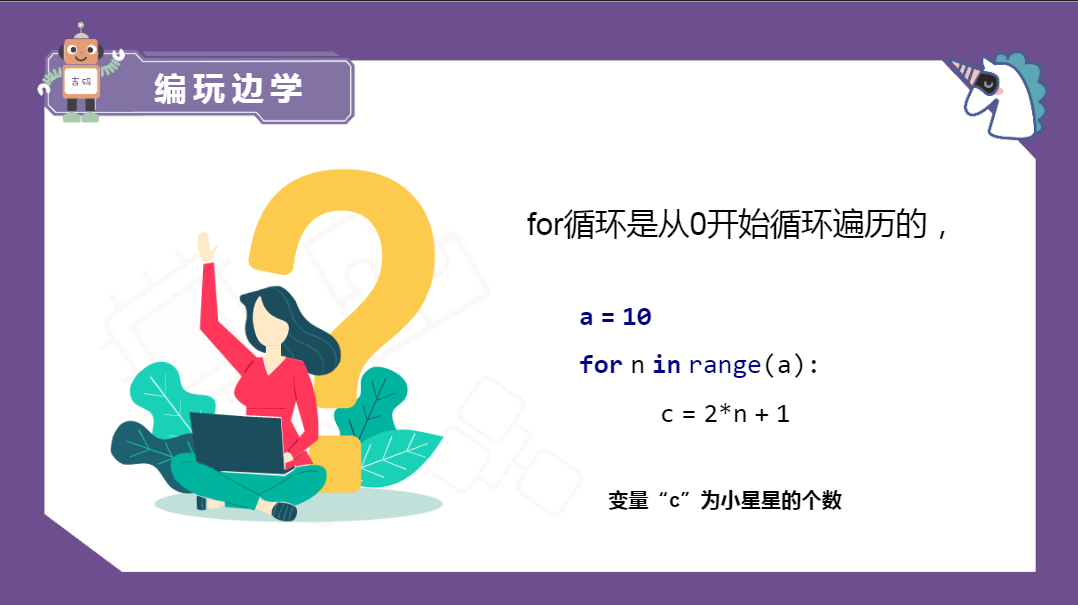 编玩边学
for循环是从0开始循环遍历的，
a = 10
for n in range(a):
c = 2*n + 1
变量“c”为小星星的个数